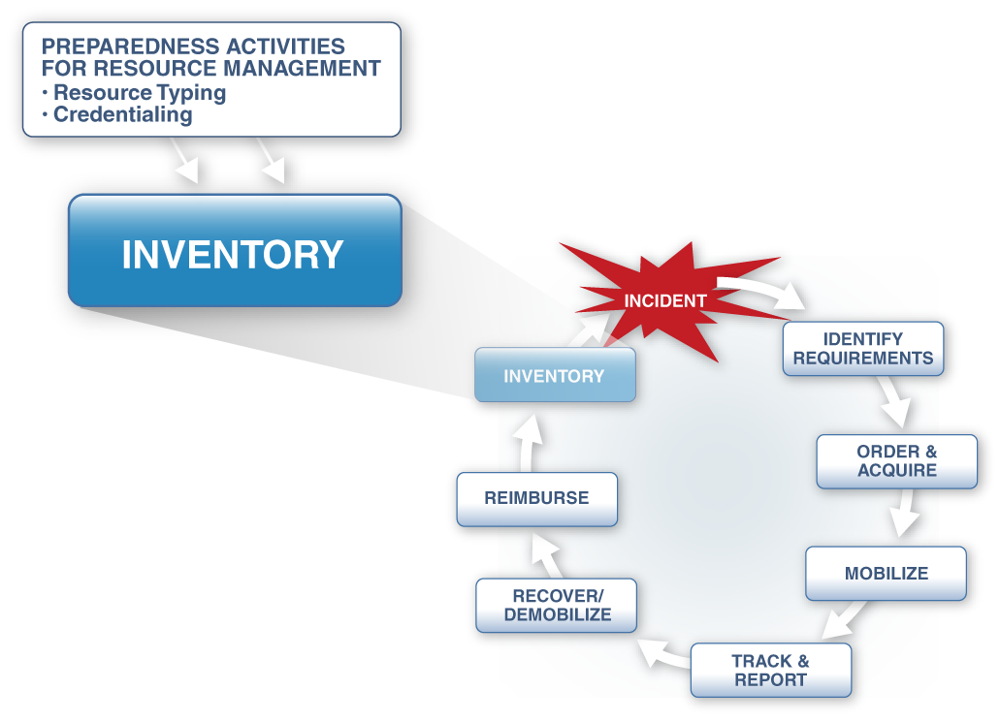 PREPAREDNESS ACTIVITIES
FOR RESOURCE MANAGEMENT
• Resource Typing
• Credentialing
INVENTORY
INCIDENT
IDENTIFY
REQUIREMENTS
ORDER &
ACQUIRE
MOBILIZE
TRACK &
REPORT
RECOVER/
DEMOBILIZE
REIMBURSE
INVENTORY